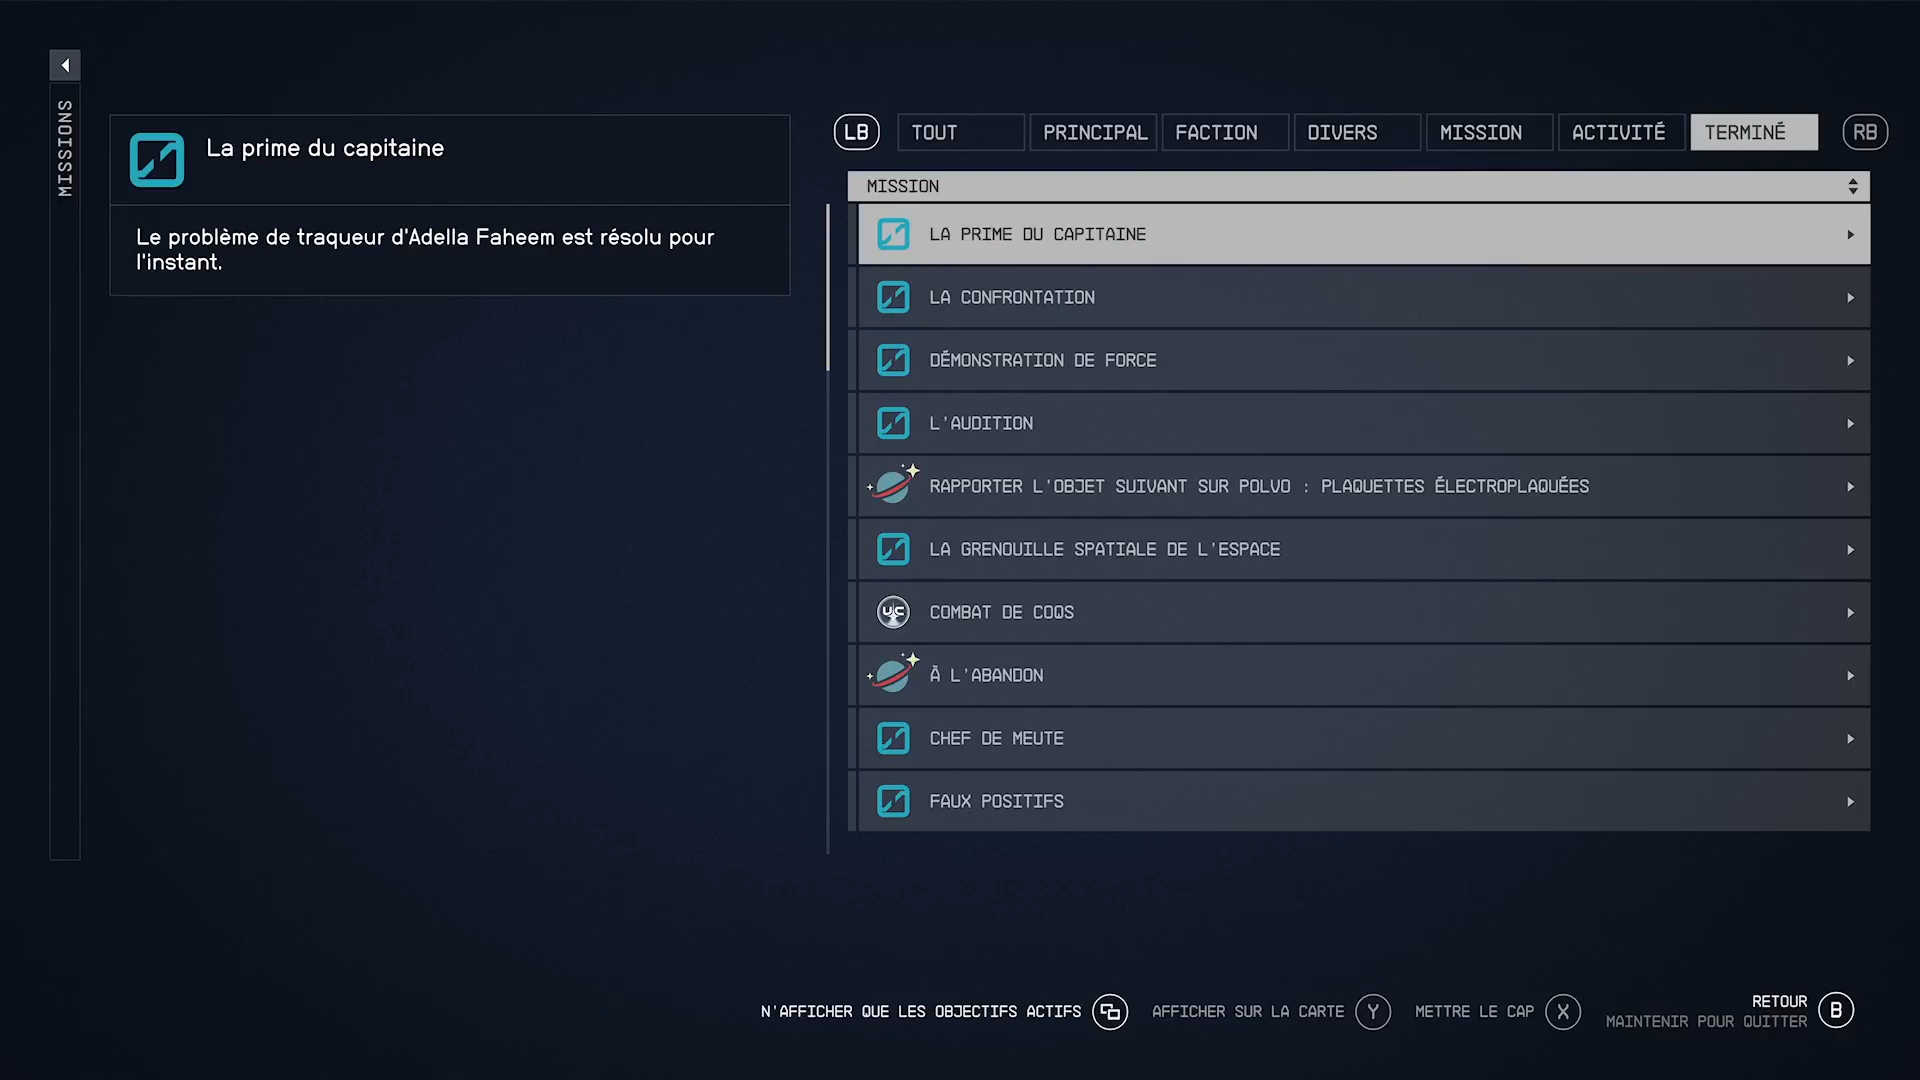 MISSIONS
La prime du capitaine
Le problème de traqueur d'Adella Faheem est résolu pour
l'instant.
LB
TOUT
PRINCIPAL
FACTION
DIVERS
MISSION
ACTIVITÉ
TERMINÉ
RB
MISSION
LA PRIME DU CAPITAINE
LA CONFRONTATION
DÉMONSTRATION DE FORCE
L'AUDITION
RAPPORTER L'OBJET SUIVANT SUR POLVO : PLAQUETTES ÉLECTROPLAQUÉES
LA GRENOUILLE SPATIALE DE L'ESPACE
UC
COMBAT DE COQS
À L'ABANDON
CHEF DE MEUTE
FAUX POSITIFS
N'AFFICHER QUE LES OBJECTIFS ACTIFS
AFFICHER SUR LA CARTE
Y
METTRE LE CAP
X
RETOUR
MAINTENIR POUR QUITTER
B